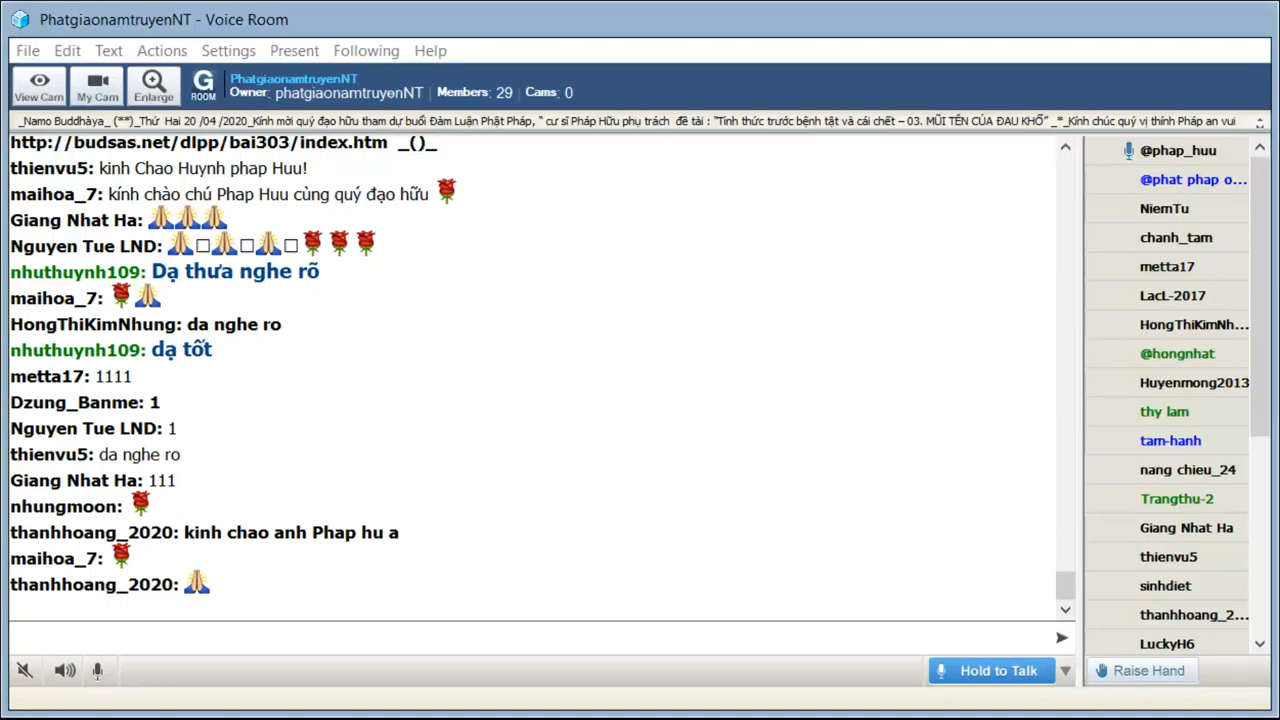 PhatgiaonamtruyenNT - Voice Room
File Edit Text Actions Settings Present Following Help
View Cam
My Cam
Enlarge
G ROOM
PhatgiaonamtruyenNT
Owner: phatgiaonamtruyenNT | Members: 29 | Cams: 0
_Namo Buddhàya_ (**)_Thứ Hai 20 /04 /2020_Kính mời quý đạo hữu tham dự buổi Đàm Luận Phật Pháp, “ cư sĩ Pháp Hữu phụ trách đề tài : “Tỉnh thức trước bệnh tật và cái chết – 03. MŨI TÊN CỦA ĐAU KHỔ” _*_Kính chúc quý vị thính Pháp an vui
http://budsas.net/dlpp/bai303/index.htm _()_
thienvu5: kinh Chao Huynh phap Huu!
maihoa_7: kính chào chú Phap Huu cùng quý đạo hữu
Giang Nhat Ha:
Nguyen Tue LND:
nhuthuynh109: Dạ thưa nghe rõ
maihoa_7:
HongThiKimNhung: da nghe ro
nhuthuynh109: dạ tốt
metta17: 1111
Dzung_Banme: 1
Nguyen Tue LND: 1
thienvu5: da nghe ro
Giang Nhat Ha: 111
nhungmoon:
thanhhoang_2020: kinh chao anh Phap hu a
maihoa_7:
thanhhoang_2020:
@phap_huu
@phat phap o...
NiemTu
chanh_tam
metta17
LacL-2017
HongThiKimNh...
@hongnhat
Huyenmong2013
thy lam
tam-hanh
nang chieu_24
Trangthu-2
Giang Nhat Ha
thienvu5
sinhdiet
thanhhoang_2...
LuckyH6
Hold to Talk
Raise Hand